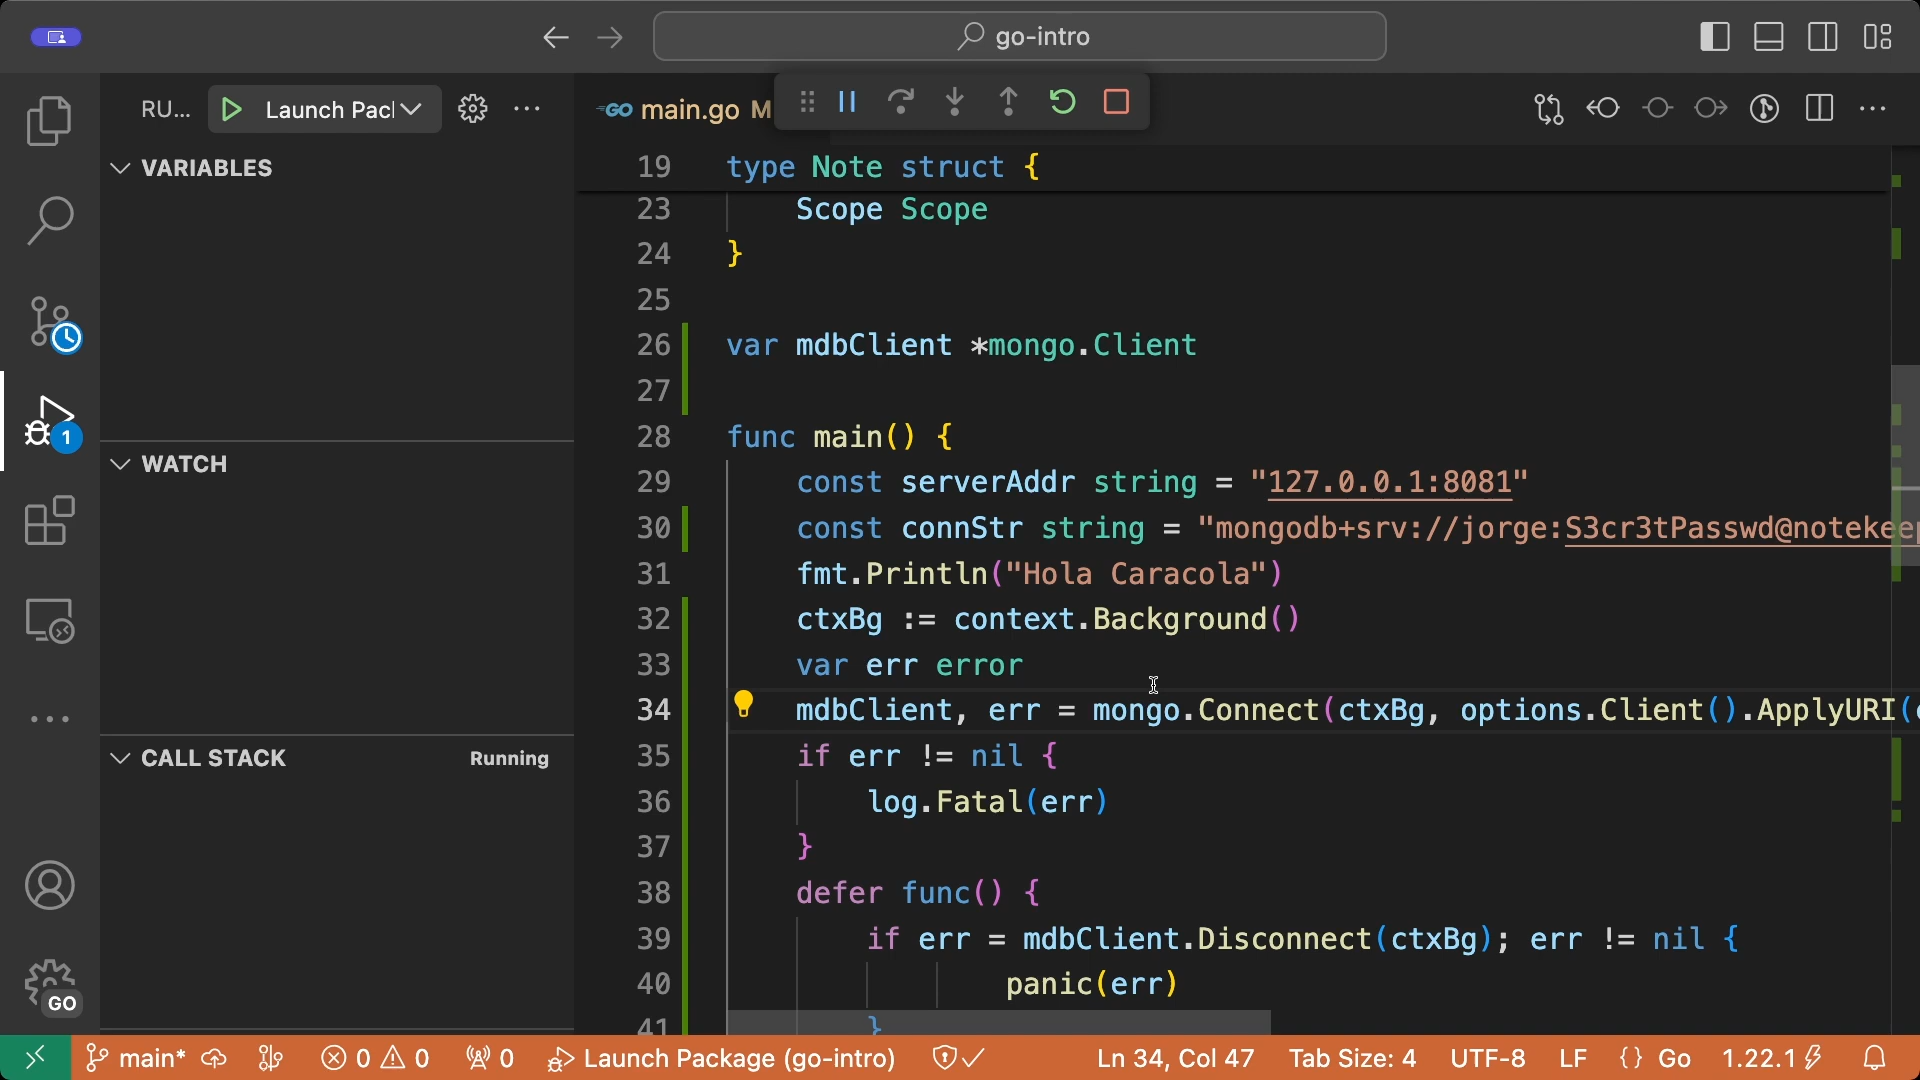 go-intro
RU...
Launch Pacl
GO main.go M
VARIABLES
19 type Note struct {
23 Scope Scope
24 }
25
26 var mdbClient *mongo.Client
27
28 func main() {
WATCH
29 const serverAddr string = "127.0.0.1:8081"
30 const connStr string = "mongodb+srv://jorge:S3cr3tPasswd@notekeep
31 fmt.Println("Hola Caracola")
32 ctxBg := context.Background()
33 var err error
34 mdbClient, err = mongo.Connect(ctxBg, options.Client().ApplyURI(c
35 if err != nil {
CALL STACK Running
36 log.Fatal(err)
37 }
38 defer func() {
39 if err = mdbClient.Disconnect(ctxBg); err != nil {
40 panic(err)
41 }
1
GO
main* 0 0 0 Launch Package (go-intro) Ln 34, Col 47 Tab Size: 4 UTF-8 LF {} Go 1.22.1